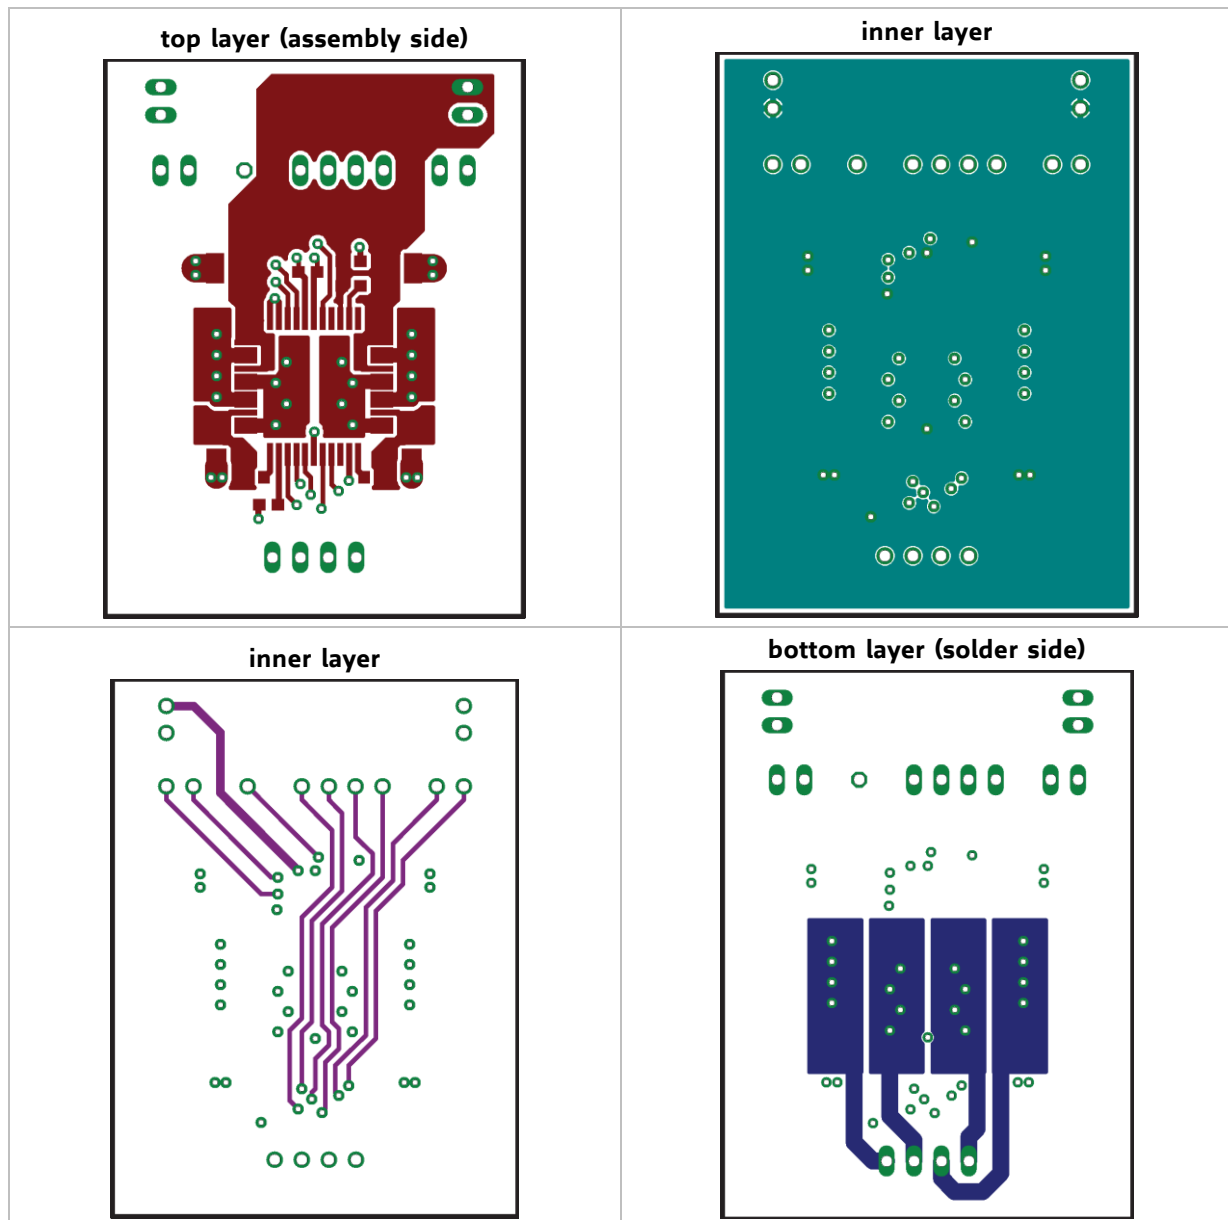 top layer (assembly side)
inner layer
inner layer
bottom layer (solder side)